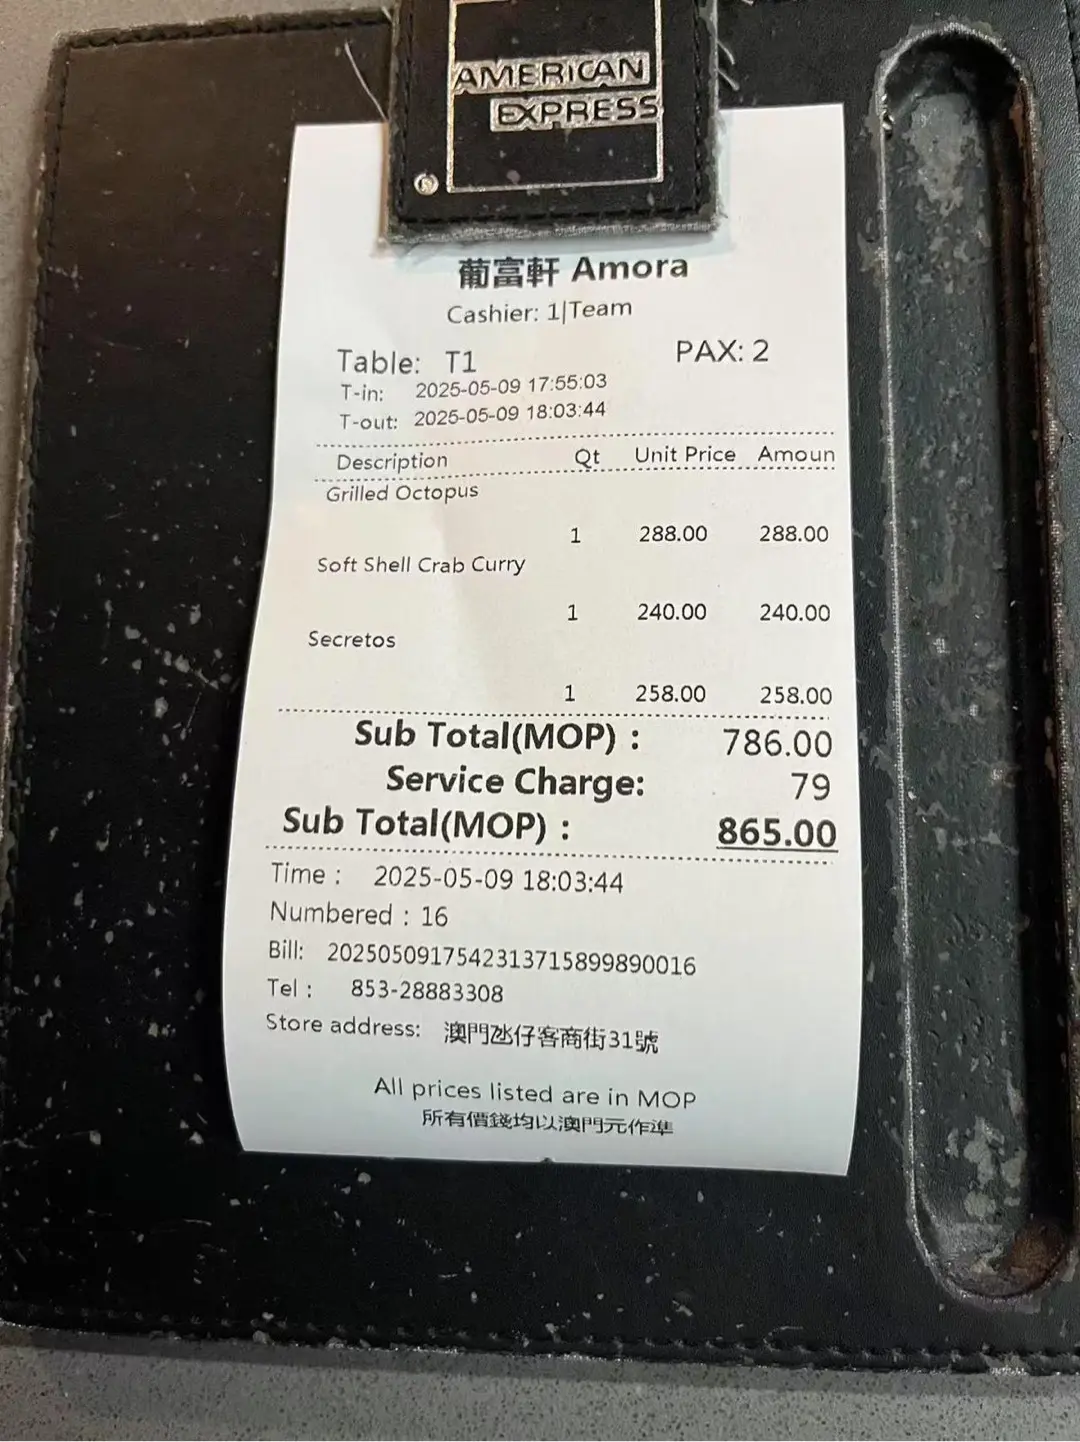 AMERICAN
EXPRESS
葡富軒 Amora
Cashier: 1|Team
Table: T1 PAX: 2
T-in: 2025-05-09 17:55:03
T-out: 2025-05-09 18:03:44
Description Qt Unit Price Amoun
Grilled Octopus
1 288.00 288.00
Soft Shell Crab Curry
1 240.00 240.00
Secretos
1 258.00 258.00
Sub Total(MOP) : 786.00
Service Charge: 79
Sub Total(MOP) : 865.00
Time : 2025-05-09 18:03:44
Numbered : 16
Bill: 2025050917542313715899890016
Tel : 853-28883308
Store address: 澳門氹仔客商街31號
All prices listed are in MOP
所有價錢均以澳門元作準